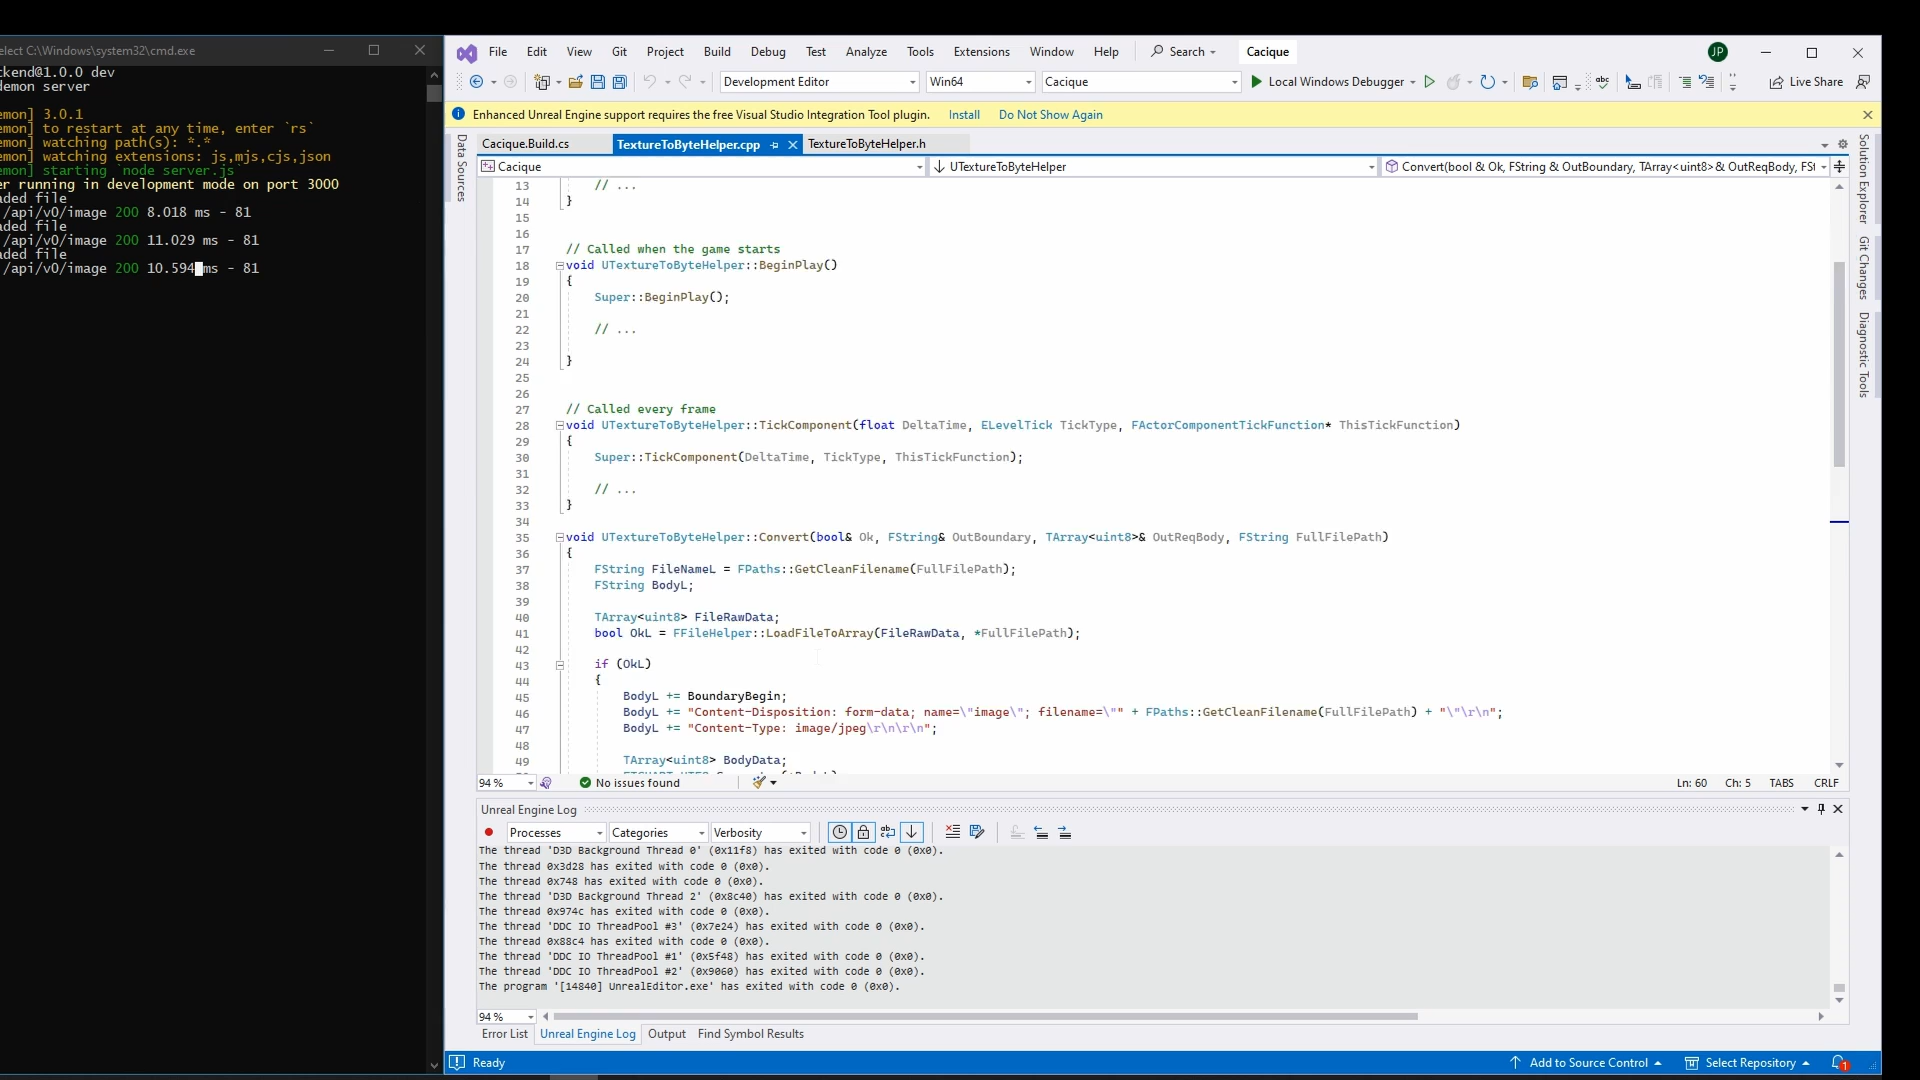 elect C:\Windows\system32\cmd.exe
ckend@1.0.0 dev
demon server
emon] 3.0.1
emon] to restart at any time, enter `rs`
emon] watching path(s): *.*
emon] watching extensions: js,mjs,cjs,json
emon] starting `node server.js`
er running in development mode on port 3000
aded file
/api/v0/image 200 8.018 ms - 81
aded file
/api/v0/image 200 11.029 ms - 81
aded file
/api/v0/image 200 10.594 ms - 81
File Edit View Git Project Build Debug Test Analyze Tools Extensions Window Help Search Cacique JP
Development Editor Win64 Cacique Local Windows Debugger Live Share
Enhanced Unreal Engine support requires the free Visual Studio Integration Tool plugin. Install Do Not Show Again
Data Sources
Cacique.Build.cs TextureToByteHelper.cpp TextureToByteHelper.h
Cacique UTextureToByteHelper Convert(bool & Ok, FString & OutBoundary, TArray<uint8> & OutReqBody, FSt
13 // ...
14 }
15
16
17 // Called when the game starts
18 void UTextureToByteHelper::BeginPlay()
19 {
20 Super::BeginPlay();
21
22 // ...
23
24 }
25
26
27 // Called every frame
28 void UTextureToByteHelper::TickComponent(float DeltaTime, ELevelTick TickType, FActorComponentTickFunction* ThisTickFunction)
29 {
30 Super::TickComponent(DeltaTime, TickType, ThisTickFunction);
31
32 // ...
33 }
34
35 void UTextureToByteHelper::Convert(bool& Ok, FString& OutBoundary, TArray<uint8>& OutReqBody, FString FullFilePath)
36 {
37 FString FileNameL = FPaths::GetCleanFilename(FullFilePath);
38 FString BodyL;
39
40 TArray<uint8> FileRawData;
41 bool OkL = FFileHelper::LoadFileToArray(FileRawData, *FullFilePath);
42
43 if (OkL)
44 {
45 BodyL += BoundaryBegin;
46 BodyL += "Content-Disposition: form-data; name=\"image\"; filename=\"" + FPaths::GetCleanFilename(FullFilePath) + "\"\r\n";
47 BodyL += "Content-Type: image/jpeg\r\n\r\n";
48
49 TArray<uint8> BodyData;
94 % No issues found Ln: 60 Ch: 5 TABS CRLF
Solution Explorer
Git Changes
Diagnostic Tools
Unreal Engine Log
Processes Categories Verbosity
The thread 'D3D Background Thread 0' (0x11f8) has exited with code 0 (0x0).
The thread 0x3d28 has exited with code 0 (0x0).
The thread 0x748 has exited with code 0 (0x0).
The thread 'D3D Background Thread 2' (0x8c40) has exited with code 0 (0x0).
The thread 0x974c has exited with code 0 (0x0).
The thread 'DDC IO ThreadPool #3' (0x7e24) has exited with code 0 (0x0).
The thread 0x88c4 has exited with code 0 (0x0).
The thread 'DDC IO ThreadPool #1' (0x5f48) has exited with code 0 (0x0).
The thread 'DDC IO ThreadPool #2' (0x9060) has exited with code 0 (0x0).
The program '[14840] UnrealEditor.exe' has exited with code 0 (0x0).
94 %
Error List Unreal Engine Log Output Find Symbol Results
Ready Add to Source Control Select Repository 1